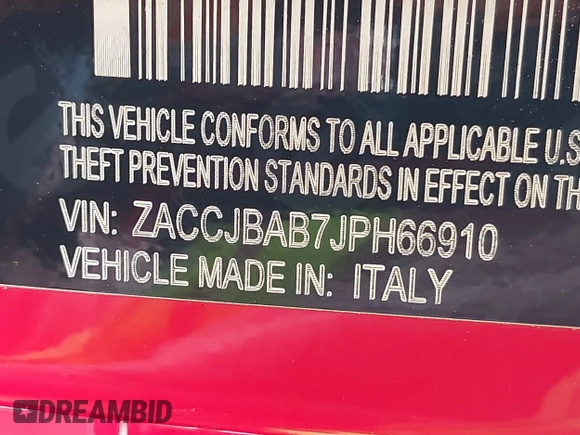 THIS VEHICLE CONFORMS TO ALL APPLICABLE U.S.
THEFT PREVENTION STANDARDS IN EFFECT ON TH
VIN: ZACCJBAB7JPH66910
VEHICLE MADE IN: ITALY
DREAMBID